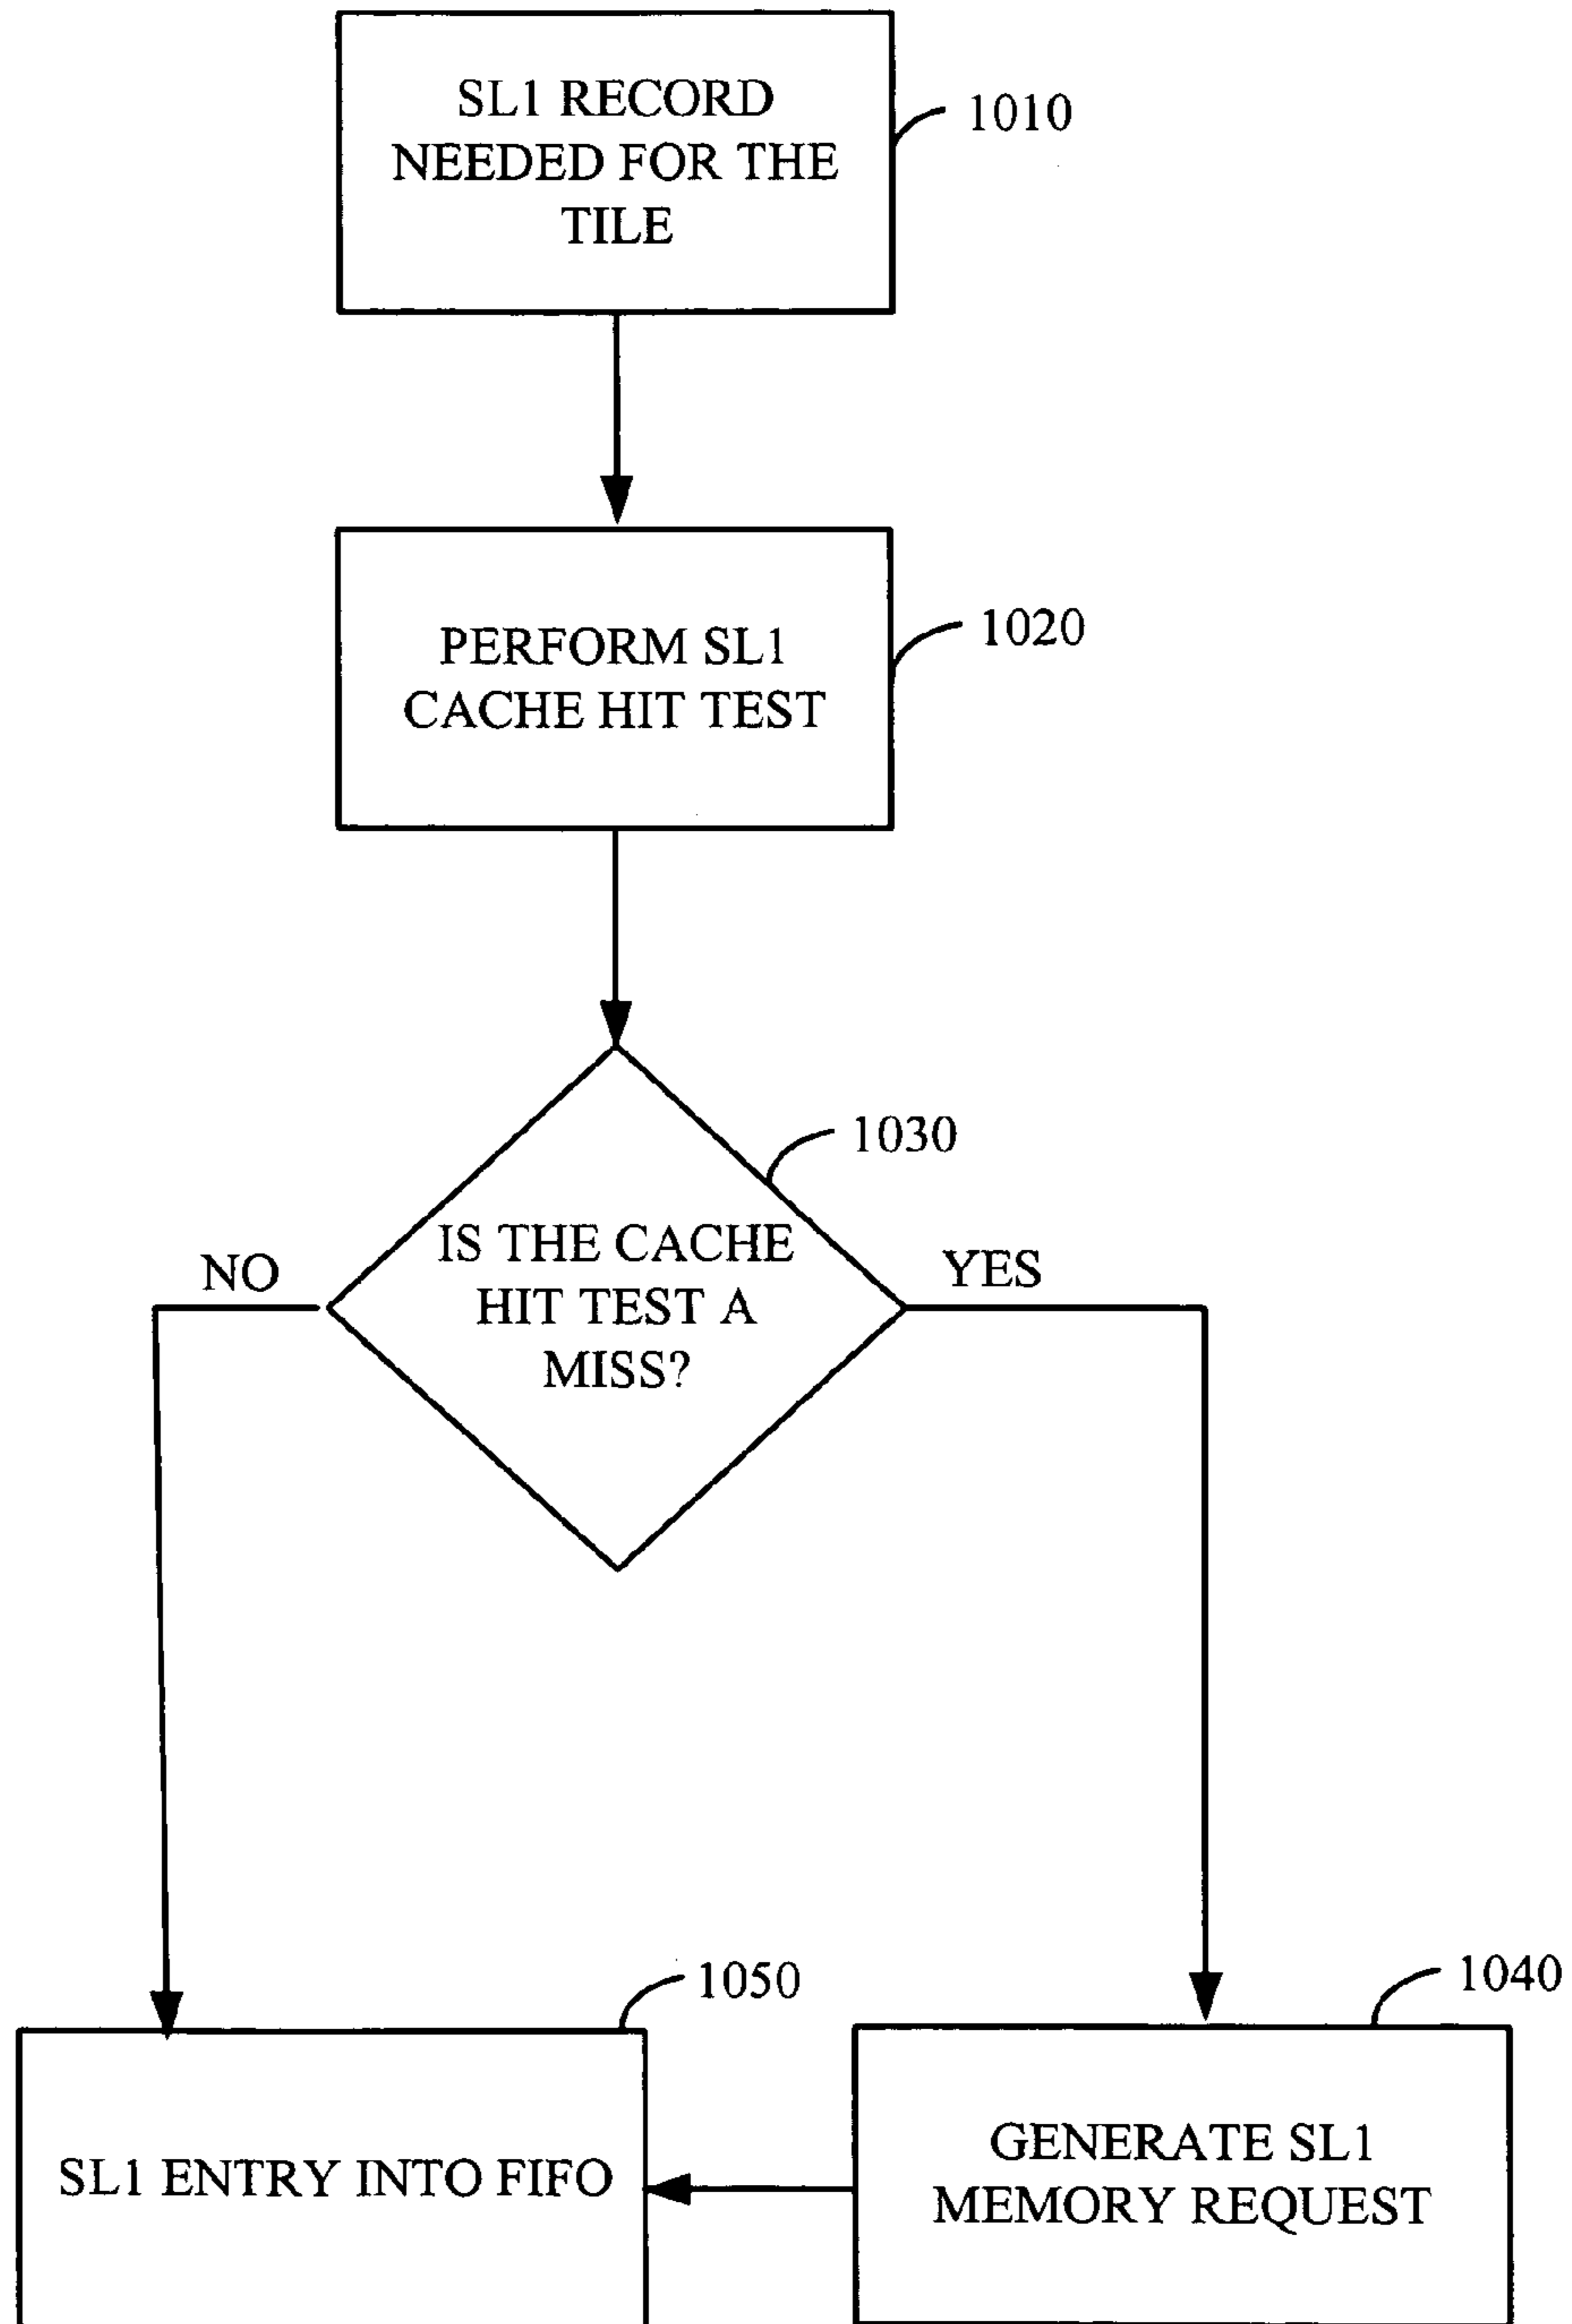 SL1 RECORD
NEEDED FOR THE
TILE
1010
PERFORM SL1
CACHE HIT TEST
1020
1030
IS THE CACHE
HIT TEST A
MISS?
NO
YES
1050
1040
SL1 ENTRY INTO FIFO
GENERATE SL1
MEMORY REQUEST